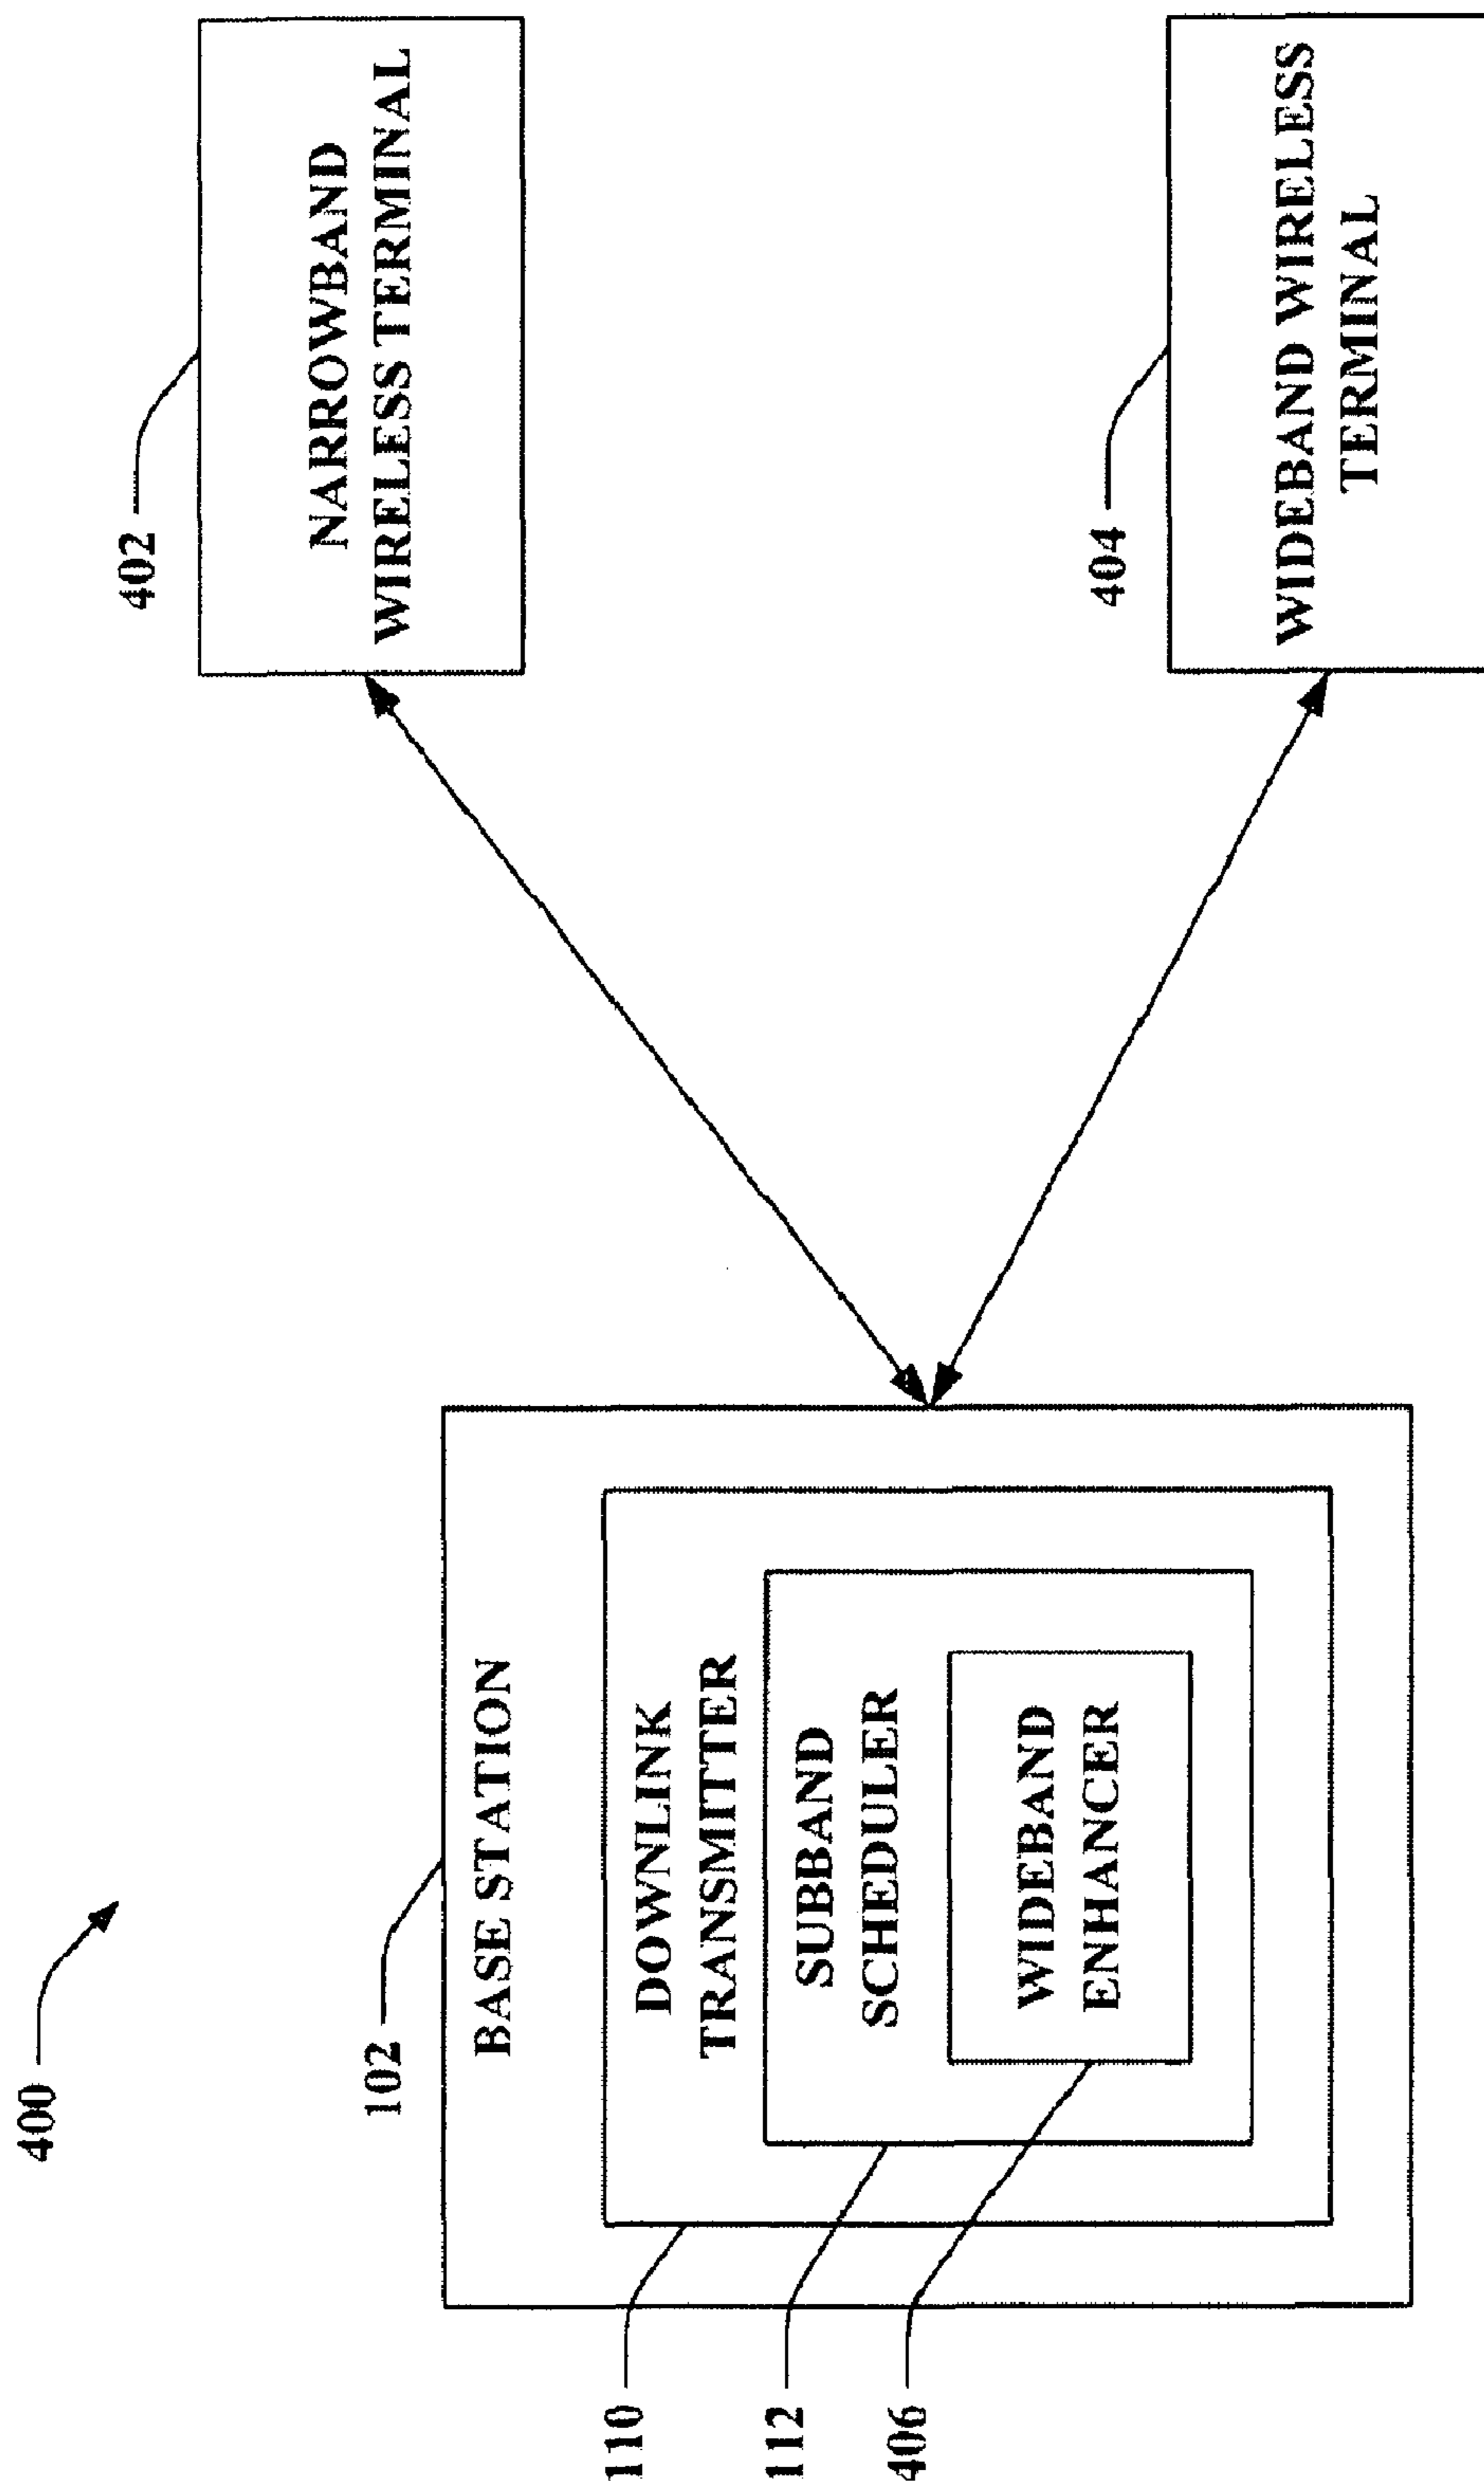 400
102
BASE STATION
DOWNLINK
TRANSMITTER
SUBBAND
SCHEDULER
WIDEBAND
ENHANCER
110
112
406
402
NARROWBAND
WIRELESS TERMINAL
404
WIDEBAND WIRELESS
TERMINAL